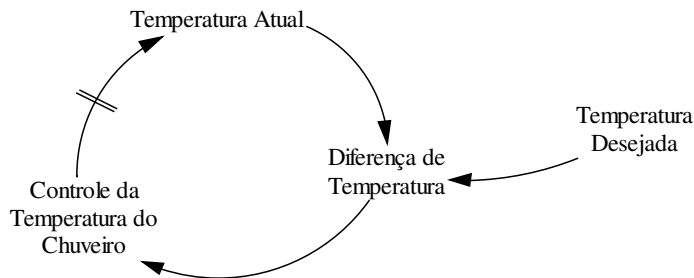 Temperatura Atual
Temperatura
Desejada
Diferença de
Temperatura
Controle da
Temperatura do
Chuveiro